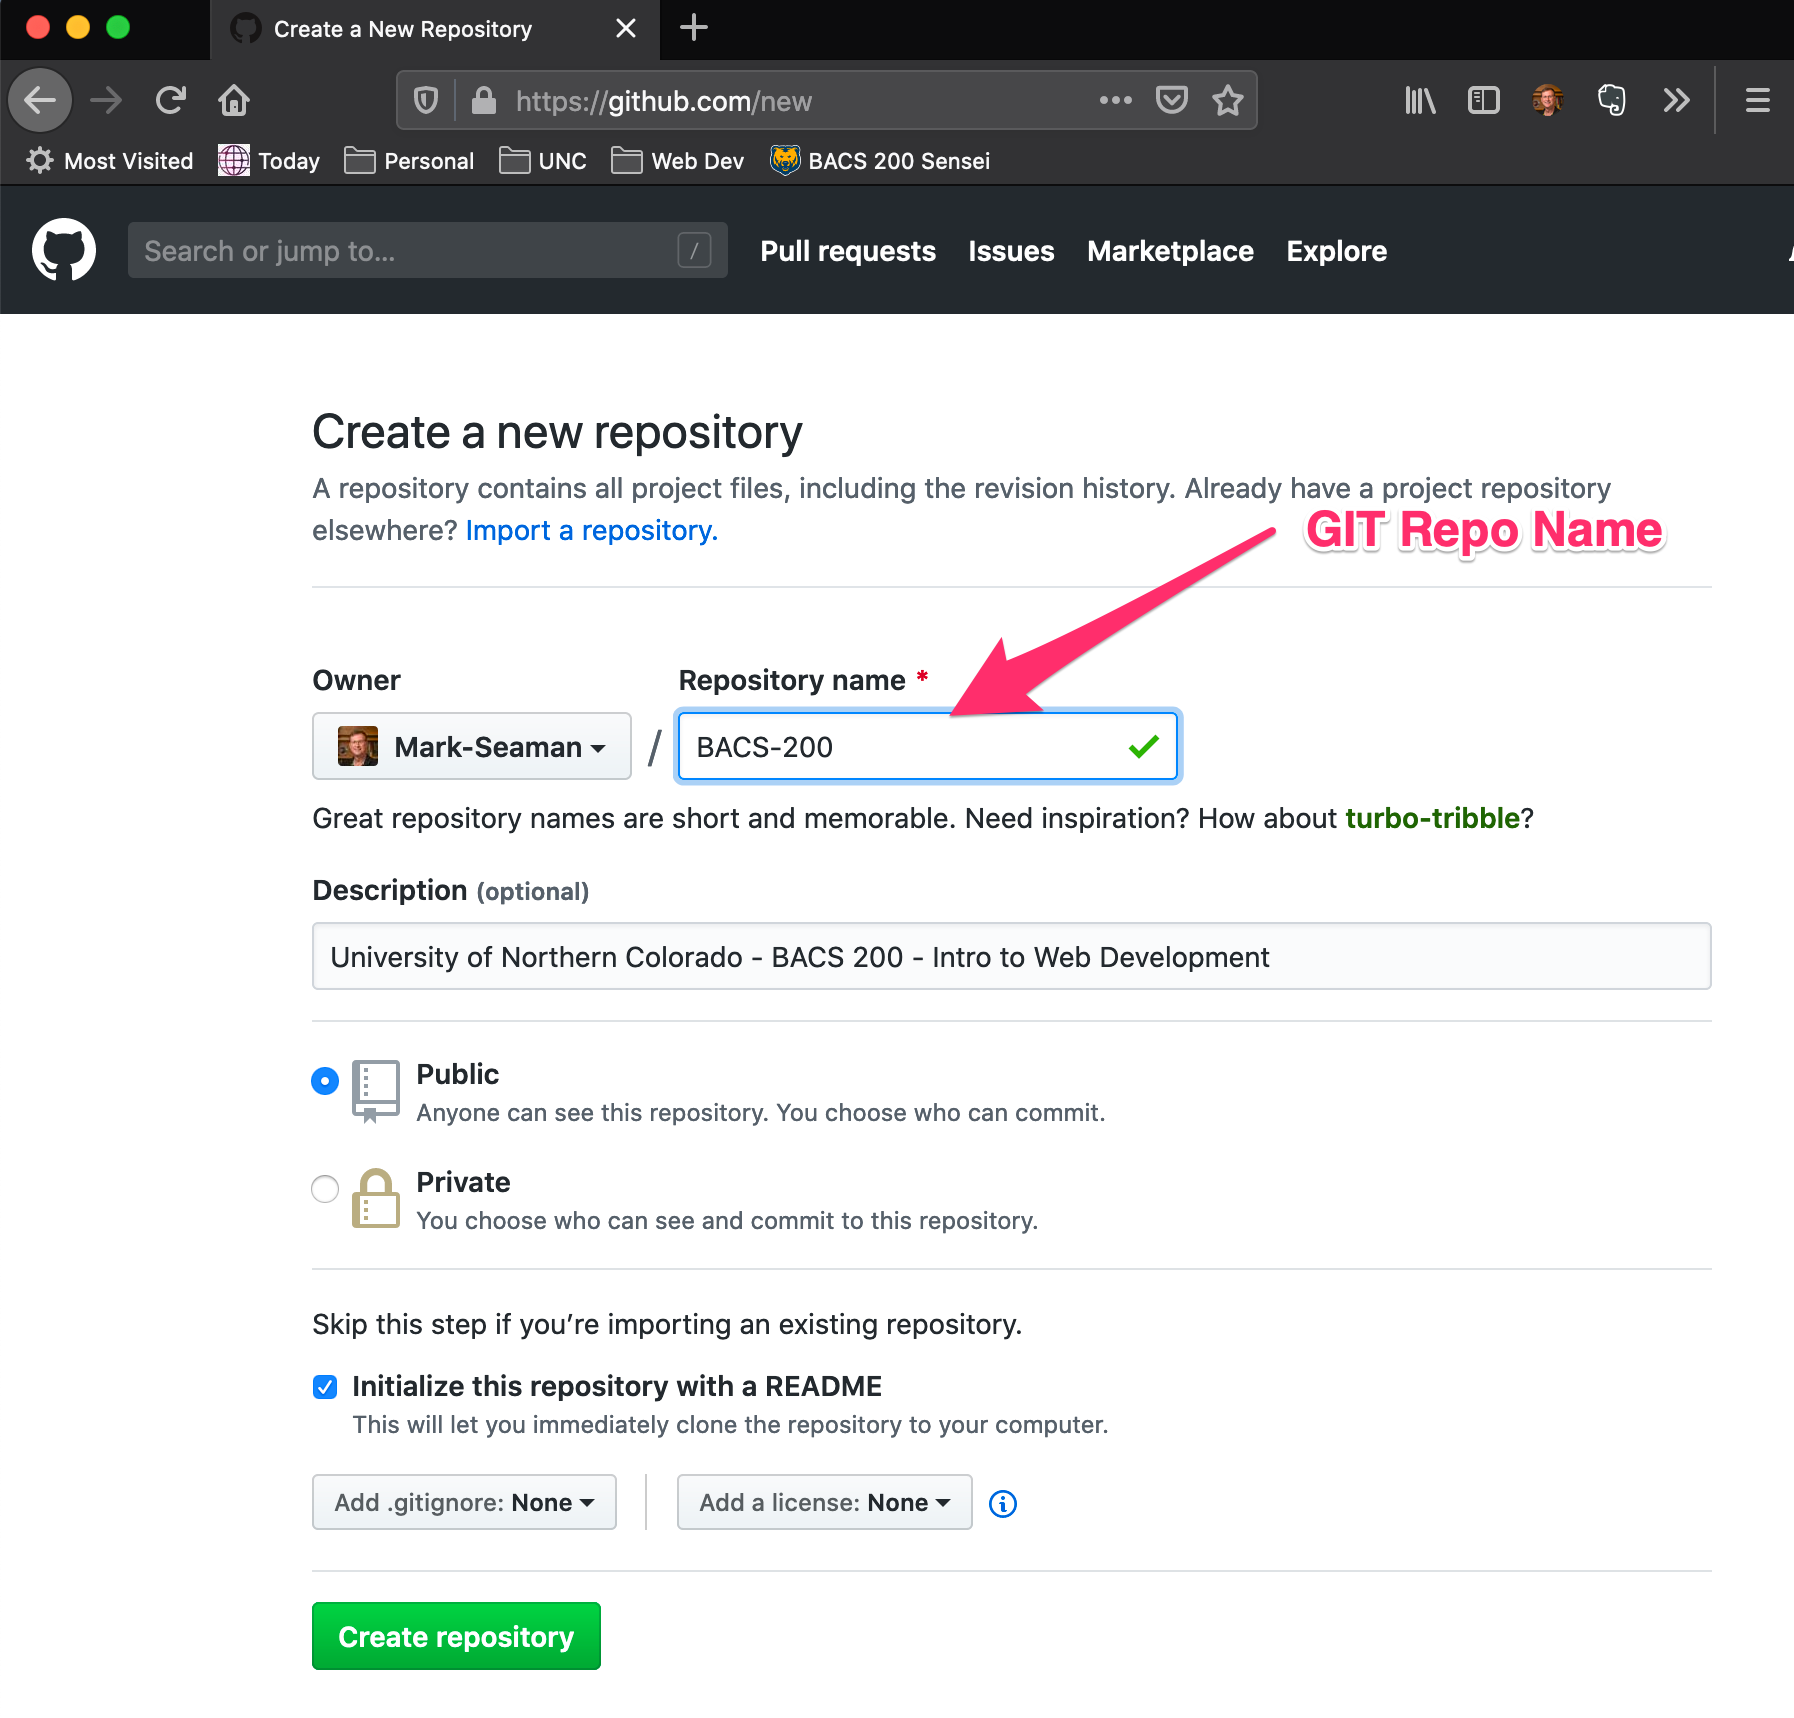 Create a New Repository
https://github.com/new
Most Visited Today Personal UNC Web Dev BACS 200 Sensei
Search or jump to... / Pull requests Issues Marketplace Explore
Create a new repository
A repository contains all project files, including the revision history. Already have a project repository
elsewhere? Import a repository.
GIT Repo Name
Owner Repository name *
Mark-Seaman / BACS-200
Great repository names are short and memorable. Need inspiration? How about turbo-tribble?
Description (optional)
University of Northern Colorado - BACS 200 - Intro to Web Development
Public
Anyone can see this repository. You choose who can commit.
Private
You choose who can see and commit to this repository.
Skip this step if you’re importing an existing repository.
Initialize this repository with a README
This will let you immediately clone the repository to your computer.
Add .gitignore: None Add a license: None
Create repository